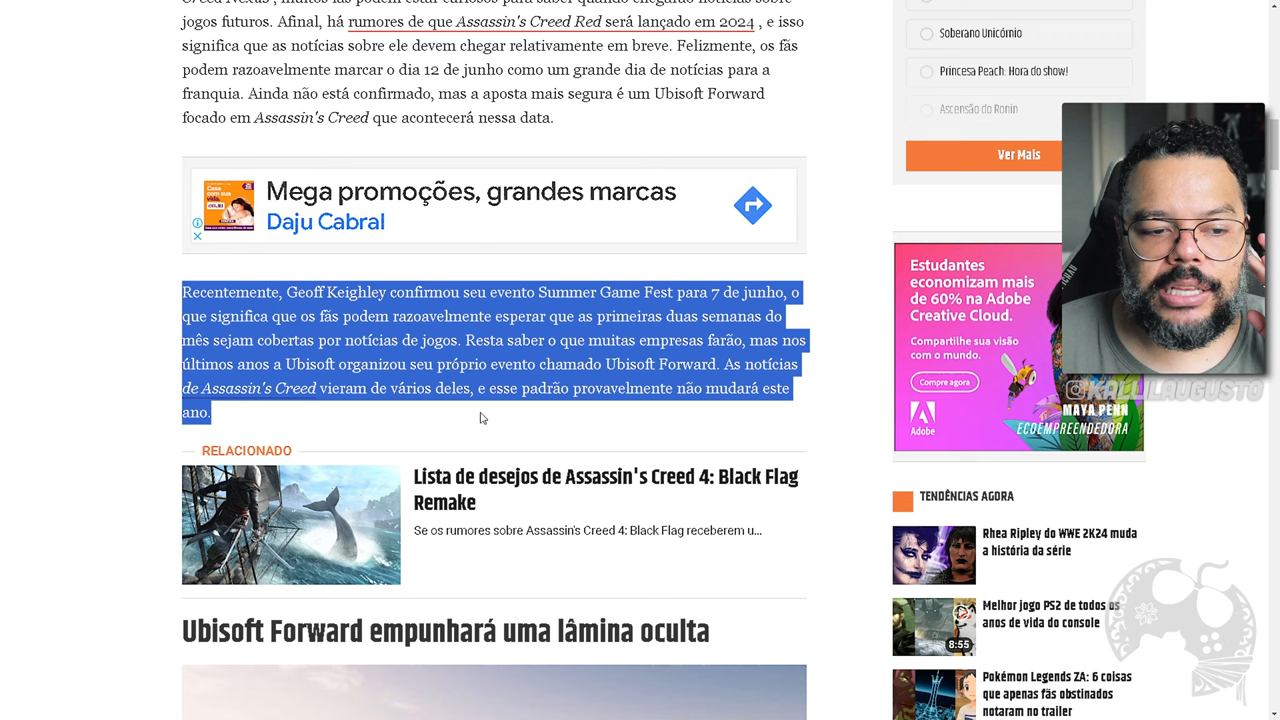 Creed Nexus , muitos fãs podem estar curiosos para saber quando chegarão notícias sobre
jogos futuros. Afinal, há rumores de que Assassin's Creed Red será lançado em 2024 , e isso
significa que as notícias sobre ele devem chegar relativamente em breve. Felizmente, os fãs
podem razoavelmente marcar o dia 12 de junho como um grande dia de notícias para a
franquia. Ainda não está confirmado, mas a aposta mais segura é um Ubisoft Forward
focado em Assassin's Creed que acontecerá nessa data.
Mega promoções, grandes marcas
Daju Cabral
Recentemente, Geoff Keighley confirmou seu evento Summer Game Fest para 7 de junho, o
que significa que os fãs podem razoavelmente esperar que as primeiras duas semanas do
mês sejam cobertas por notícias de jogos. Resta saber o que muitas empresas farão, mas nos
últimos anos a Ubisoft organizou seu próprio evento chamado Ubisoft Forward. As notícias
de Assassin's Creed vieram de vários deles, e esse padrão provavelmente não mudará este
ano.
RELACIONADO
Lista de desejos de Assassin's Creed 4: Black Flag
Remake
Se os rumores sobre Assassin's Creed 4: Black Flag receberem u...
Ubisoft Forward empunhará uma lâmina oculta
Soberano Unicórnio
Princesa Peach: Hora do show!
Ascensão do Ronin
Ver Mais
Estudantes
economizam mais
de 60% na Adobe
Creative Cloud.
Compartilhe sua visão
com o mundo.
Compre agora
Adobe
KALLILAUGUSTO
MAYA PENN
ECOEMPREENDEDORA
TENDÊNCIAS AGORA
Rhea Ripley do WWE 2K24 muda
a história da série
Melhor jogo PS2 de todos os
anos de vida do console
8:55
Pokémon Legends ZA: 6 coisas
que apenas fãs obstinados
notaram no trailer